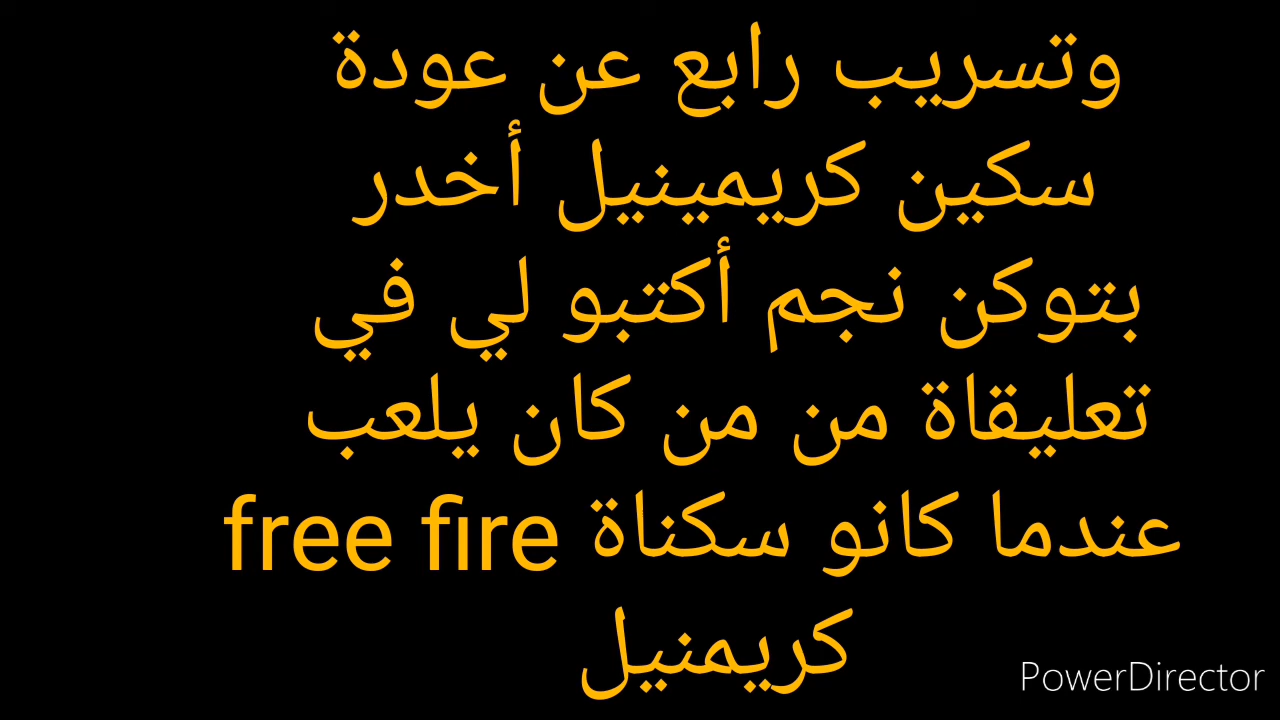 وتسريب رابع عن عودة
سكين كريمينيل أخدر
بتوكن نجم أكتبو لي في
تعليقاة من من كان يلعب
free fire عندما كانو سكناة
كريمنيل
PowerDirector